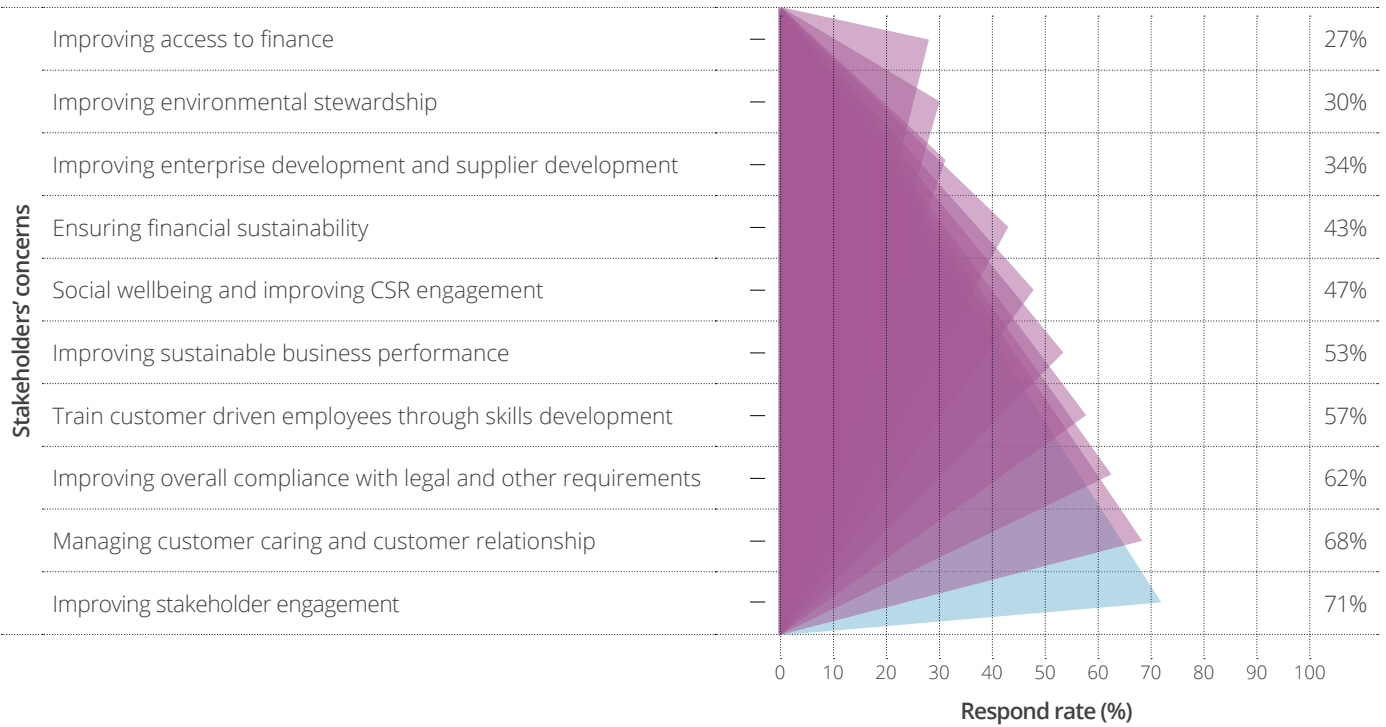 Stakeholders' concerns
Improving access to finance 27%
Improving environmental stewardship 30%
Improving enterprise development and supplier development 34%
Ensuring financial sustainability 43%
Social wellbeing and improving CSR engagement 47%
Improving sustainable business performance 53%
Train customer driven employees through skills development 57%
Improving overall compliance with legal and other requirements 62%
Managing customer caring and customer relationship 68%
Improving stakeholder engagement 71%
0 10 20 30 40 50 60 70 80 90 100
Respond rate (%)